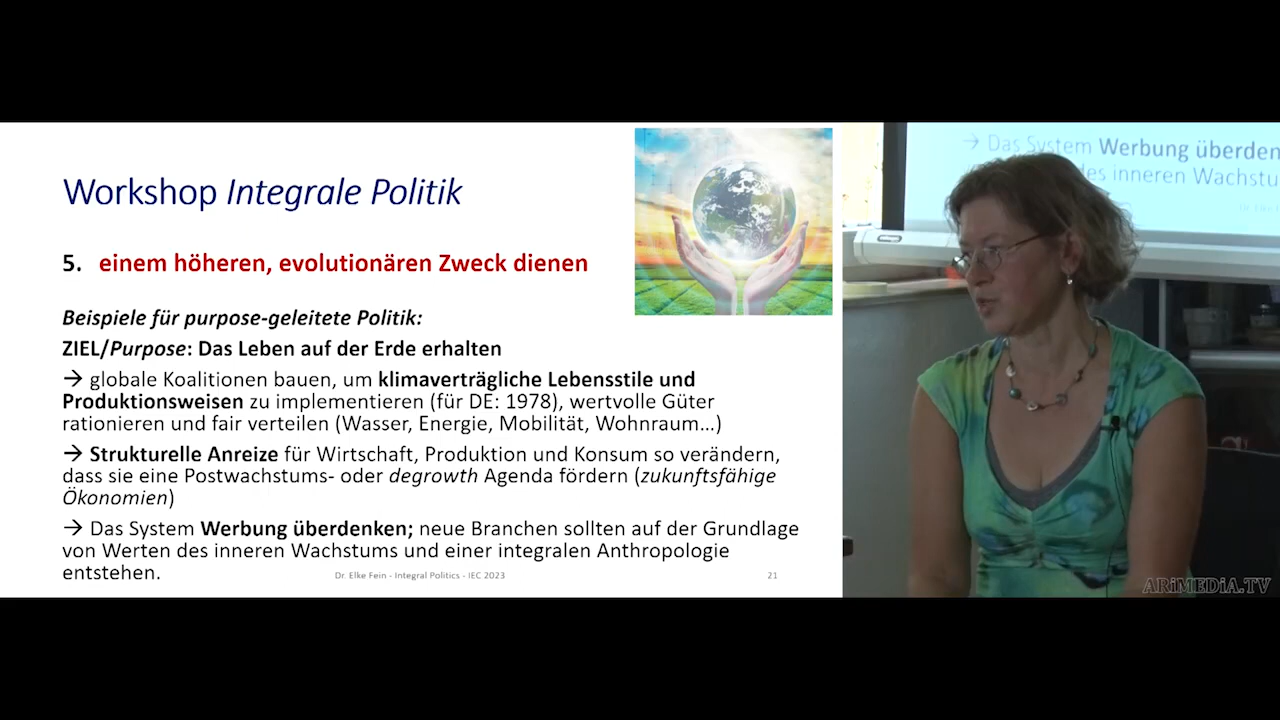 Workshop Integrale Politik
5. einem höheren, evolutionären Zweck dienen
Beispiele für purpose-geleitete Politik:
ZIEL/Purpose: Das Leben auf der Erde erhalten
→ globale Koalitionen bauen, um klimaverträgliche Lebensstile und
Produktionsweisen zu implementieren (für DE: 1978), wertvolle Güter
rationieren und fair verteilen (Wasser, Energie, Mobilität, Wohnraum…)
→ Strukturelle Anreize für Wirtschaft, Produktion und Konsum so verändern,
dass sie eine Postwachstums- oder degrowth Agenda fördern (zukunftsfähige
Ökonomien)
→ Das System Werbung überdenken; neue Branchen sollten auf der Grundlage
von Werten des inneren Wachstums und einer integralen Anthropologie
entstehen.
Dr. Elke Fein - Integral Politics - IEC 2023
21
→ Das System Werbung überden
des inneren Wachstu
ARiMEDiA.TV